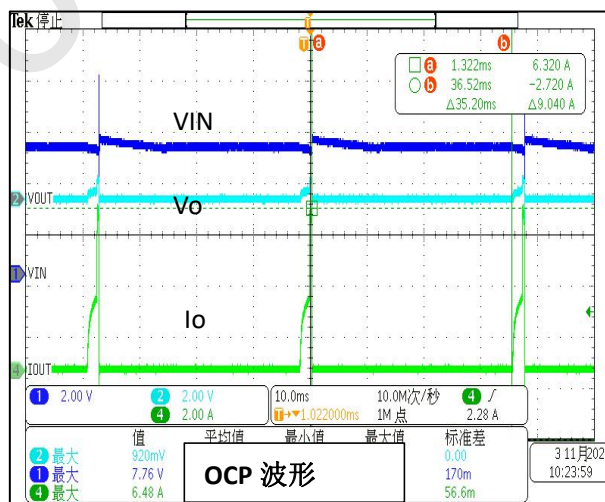 Tek 停止
T
T a
b
a 1.322ms 6.320 A
b 36.52ms −2.720 A
Δ35.20ms Δ9.040 A
VIN
2 VOUT
Vo
1 VIN
Io
4 IOUT
1 2.00 V 2 2.00 V
4 2.00 A
10.0ms 10.0M次/秒 4
T→▼1.022000ms 1M 点 2.28 A
值 平均值 最小值 最大值 标准差
2 最大 920mV 0.00
1 最大 7.76 V 170m
4 最大 6.48 A 56.6m
OCP 波形
3 11月202
10:23:59